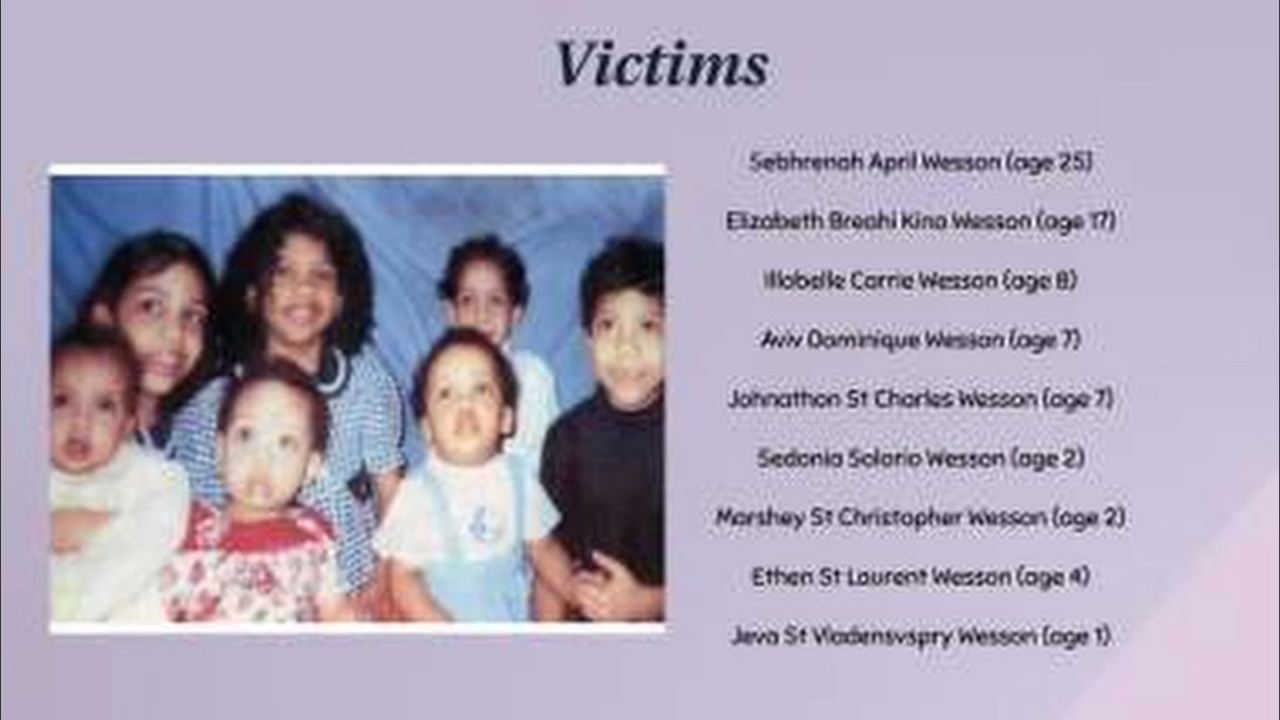 Victims
Sebhrenah April Wesson (age 25)
Elizabeth Breahi Kina Wesson (age 17)
Illabelle Carrie Wesson (age 8)
Aviv Dominique Wesson (age 7)
Johnathon St Charles Wesson (age 7)
Sedonia Solorio Wesson (age 2)
Marshey St Christopher Wesson (age 2)
Ethen St Laurent Wesson (age 4)
Jeva St Vladensvspry Wesson (age 1)